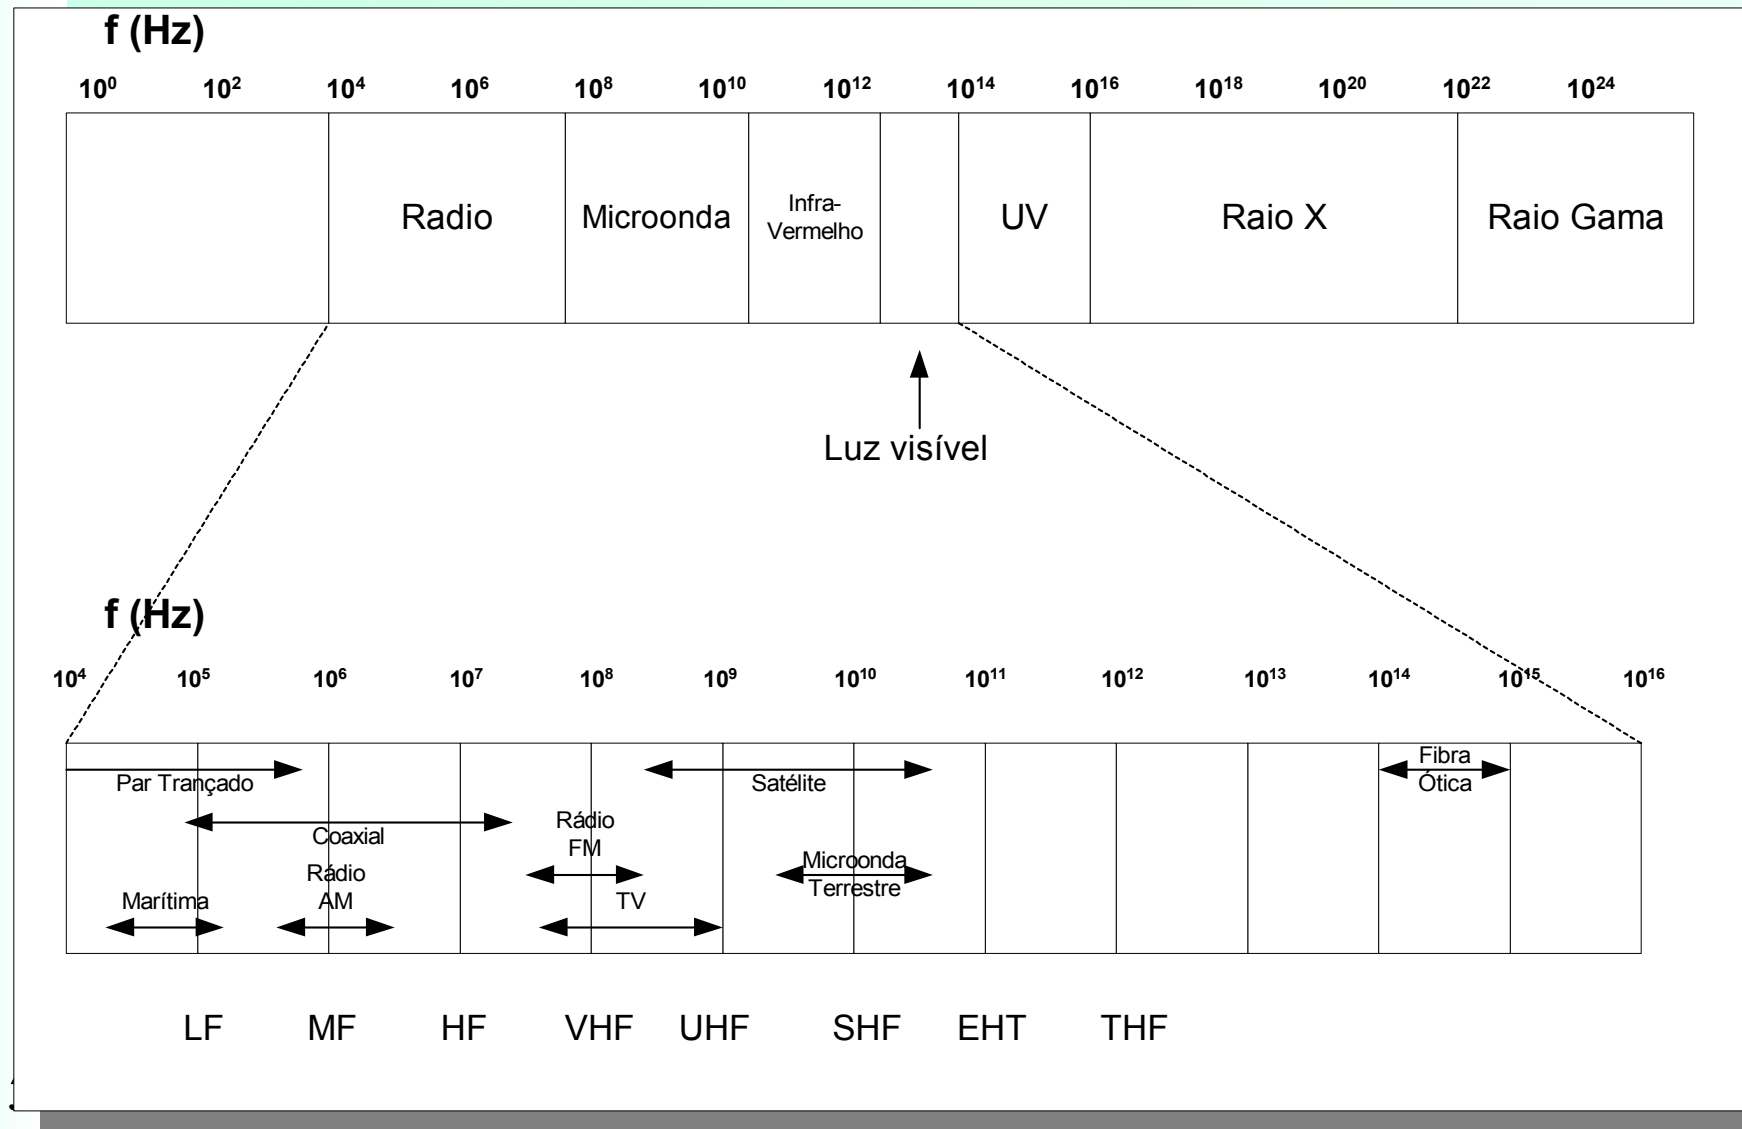 f (Hz)
10⁰ 10² 10⁴ 10⁶ 10⁸ 10¹⁰ 10¹² 10¹⁴ 10¹⁶ 10¹⁸ 10²⁰ 10²² 10²⁴
Radio
Microonda
Infra-
Vermelho
UV
Raio X
Raio Gama
Luz visível
f (Hz)
10⁴ 10⁵ 10⁶ 10⁷ 10⁸ 10⁹ 10¹⁰ 10¹¹ 10¹² 10¹³ 10¹⁴ 10¹⁵ 10¹⁶
Par Trançado
Satélite
Fibra
Ótica
Coaxial
Rádio
FM
Microonda
Terrestre
Marítima
Rádio
AM
TV
LF MF HF VHF UHF SHF EHT THF